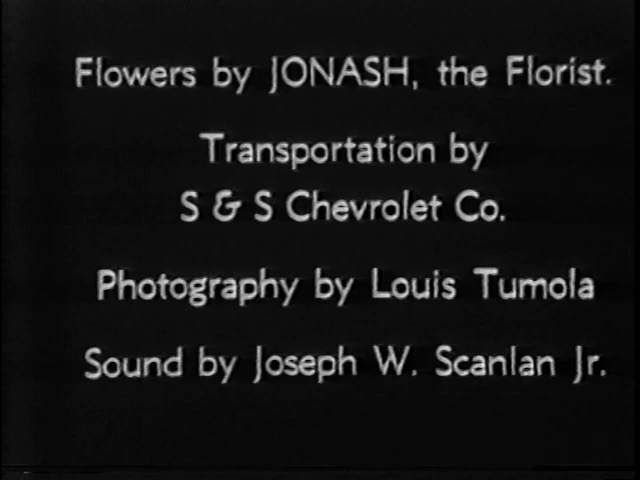 Flowers by JONASH, the Florist.
Transportation by
S & S Chevrolet Co.
Photography by Louis Tumola
Sound by Joseph W. Scanlan Jr.